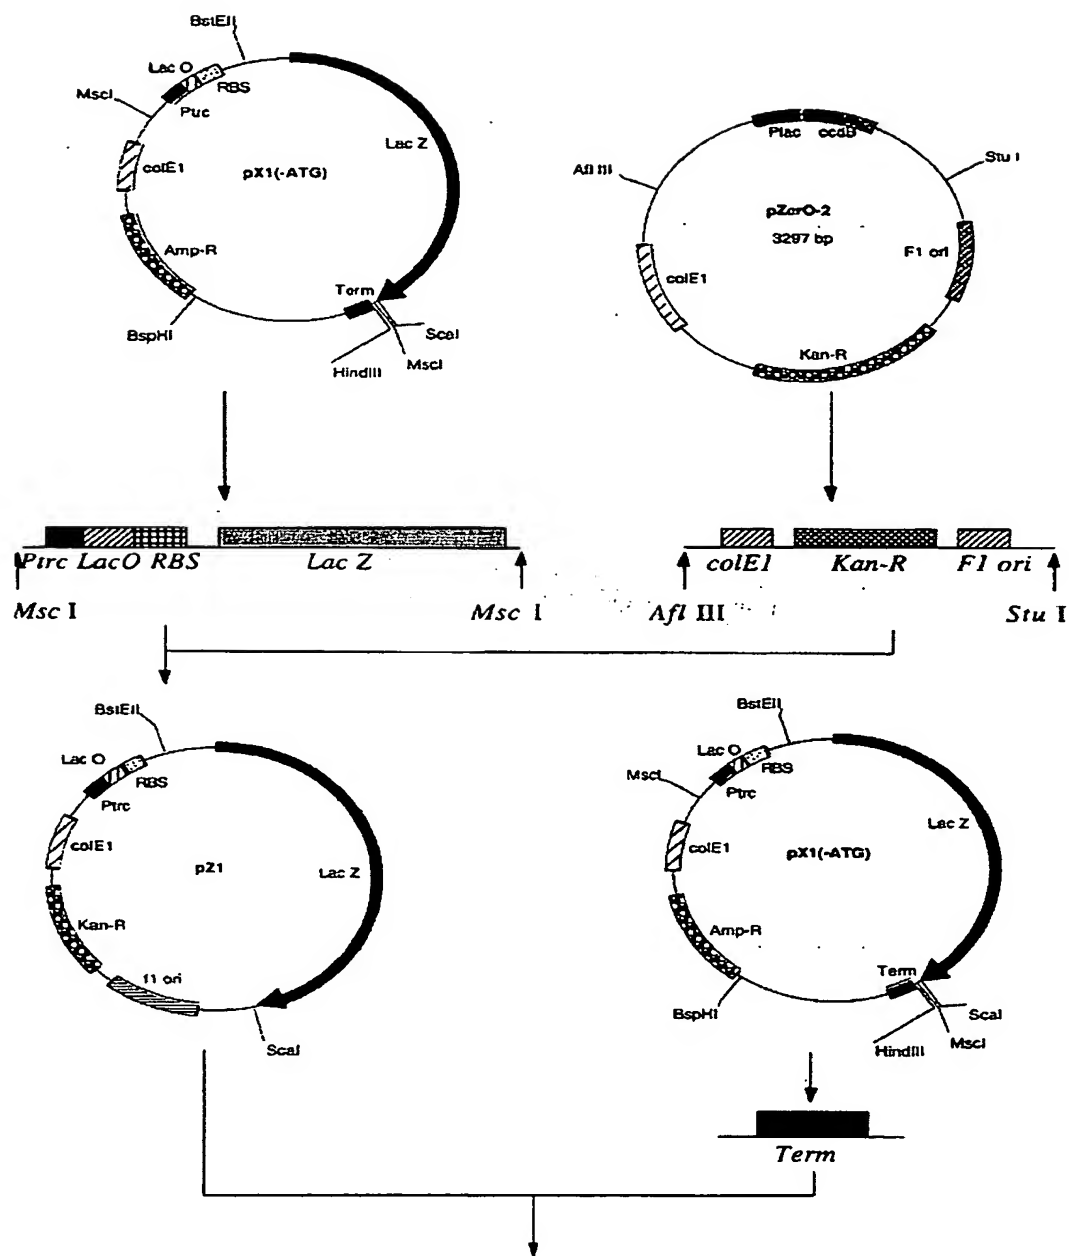 BstEII
Lac O
RBS
MscI
Ptrc
colE1
Lac Z
pX1(-ATG)
Amp-R
Term
BspHI
ScaI
MscI
HindIII
Plac
ccdB
Stu I
Afl III
pZerO-2
3297 bp
F1 ori
colE1
Kan-R
Ptrc LacO RBS
Lac Z
Msc I
Msc I
colE1
Kan-R
F1 ori
Afl III
Stu I
BstEII
Lac O
RBS
Ptrc
colE1
pZ1
Lac Z
Kan-R
f1 ori
ScaI
BstEII
Lac O
RBS
MscI
Ptrc
Lac Z
colE1
pX1(-ATG)
Amp-R
Term
BspHI
ScaI
MscI
HindIII
Term